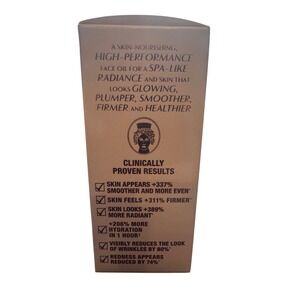 A SKIN-NOURISHING,
HIGH-PERFORMANCE
FACE OIL FOR A SPA-LIKE
RADIANCE AND SKIN THAT
LOOKS GLOWING,
PLUMPER, SMOOTHER,
FIRMER AND HEALTHIER
CLINICALLY
PROVEN RESULTS
SKIN APPEARS +337%
SMOOTHER AND MORE EVEN*
SKIN FEELS +311% FIRMER*
SKIN LOOKS +389%
MORE RADIANT*
+206% MORE
HYDRATION
IN 1 HOUR
VISIBLY REDUCES THE LOOK
OF WRINKLES BY 80%
REDNESS APPEARS
REDUCED BY 74%